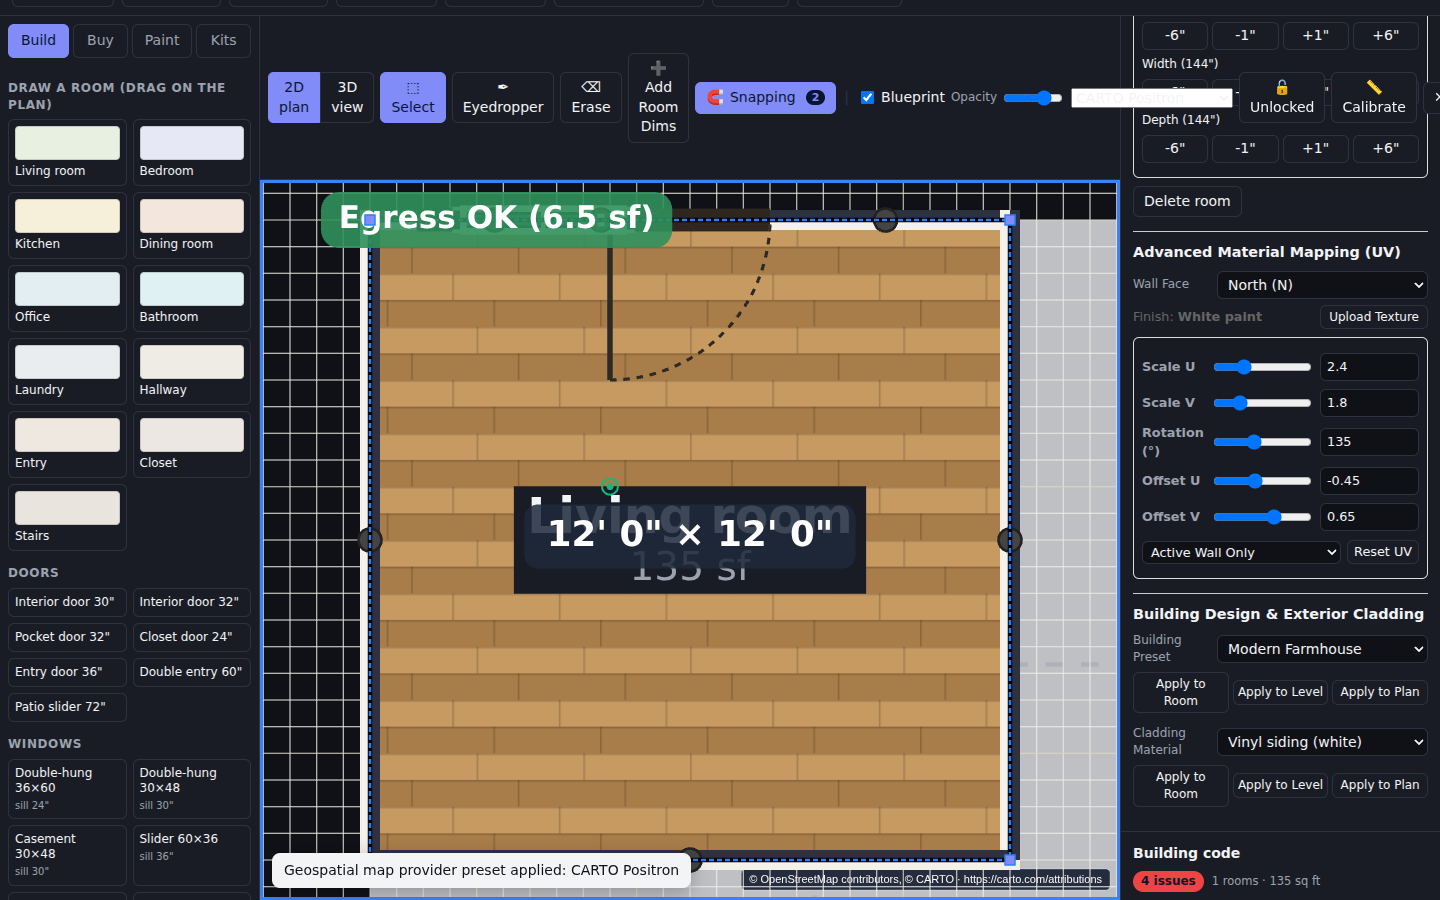 Build
Buy
Paint
Kits
DRAW A ROOM (DRAG ON THE
PLAN)
Living room
Bedroom
Kitchen
Dining room
Office
Bathroom
Laundry
Hallway
Entry
Closet
Stairs
DOORS
Interior door 30"
Interior door 32"
Pocket door 32"
Closet door 24"
Entry door 36"
Double entry 60"
Patio slider 72"
WINDOWS
Double-hung
36×60
sill 24"
Double-hung
30×48
sill 30"
Casement
30×48
sill 30"
Slider 60×36
sill 36"
2D
plan
3D
view
Select
Eyedropper
Erase
Add
Room
Dims
Snapping 2
Blueprint
Opacity
CARTO Positron
Unlocked
Calibrate
Egress OK (6.5 sf)
Living room
12' 0" × 12' 0"
135 sf
Geospatial map provider preset applied: CARTO Positron
© OpenStreetMap contributors, © CARTO · https://carto.com/attributions
-6"
-1"
+1"
+6"
Width (144")
Depth (144")
-6"
-1"
+1"
+6"
Delete room
Advanced Material Mapping (UV)
Wall Face
North (N)
Finish: White paint
Upload Texture
Scale U
2.4
Scale V
1.8
Rotation
(°)
135
Offset U
-0.45
Offset V
0.65
Active Wall Only
Reset UV
Building Design & Exterior Cladding
Building
Preset
Modern Farmhouse
Apply to
Room
Apply to Level
Apply to Plan
Cladding
Material
Vinyl siding (white)
Apply to
Room
Apply to Level
Apply to Plan
Building code
4 issues
1 rooms · 135 sq ft